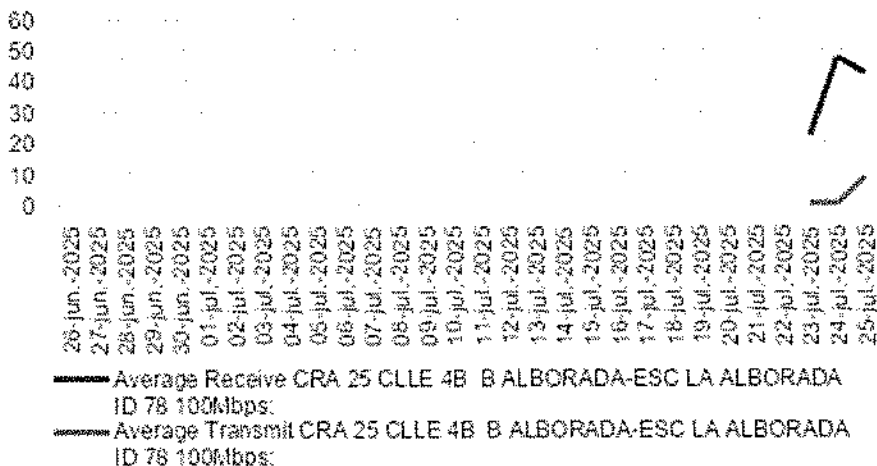 60
50
40
30
20
10
0
26-jun.-2025
27-jun.-2025
28-jun.-2025
29-jun.-2025
30-jun.-2025
01-jul.-2025
02-jul.-2025
03-jul.-2025
04-jul.-2025
05-jul.-2025
06-jul.-2025
07-jul.-2025
08-jul.-2025
09-jul.-2025
10-jul.-2025
11-jul.-2025
12-jul.-2025
13-jul.-2025
14-jul.-2025
15-jul.-2025
16-jul.-2025
17-jul.-2025
18-jul.-2025
19-jul.-2025
20-jul.-2025
21-jul.-2025
22-jul.-2025
23-jul.-2025
24-jul.-2025
25-jul.-2025
Average Receive CRA 25 CLLE 4B B ALBORADA-ESC LA ALBORADA
ID 78 100Mbps:
Average Transmit CRA 25 CLLE 4B B ALBORADA-ESC LA ALBORADA
ID 78 100Mbps: